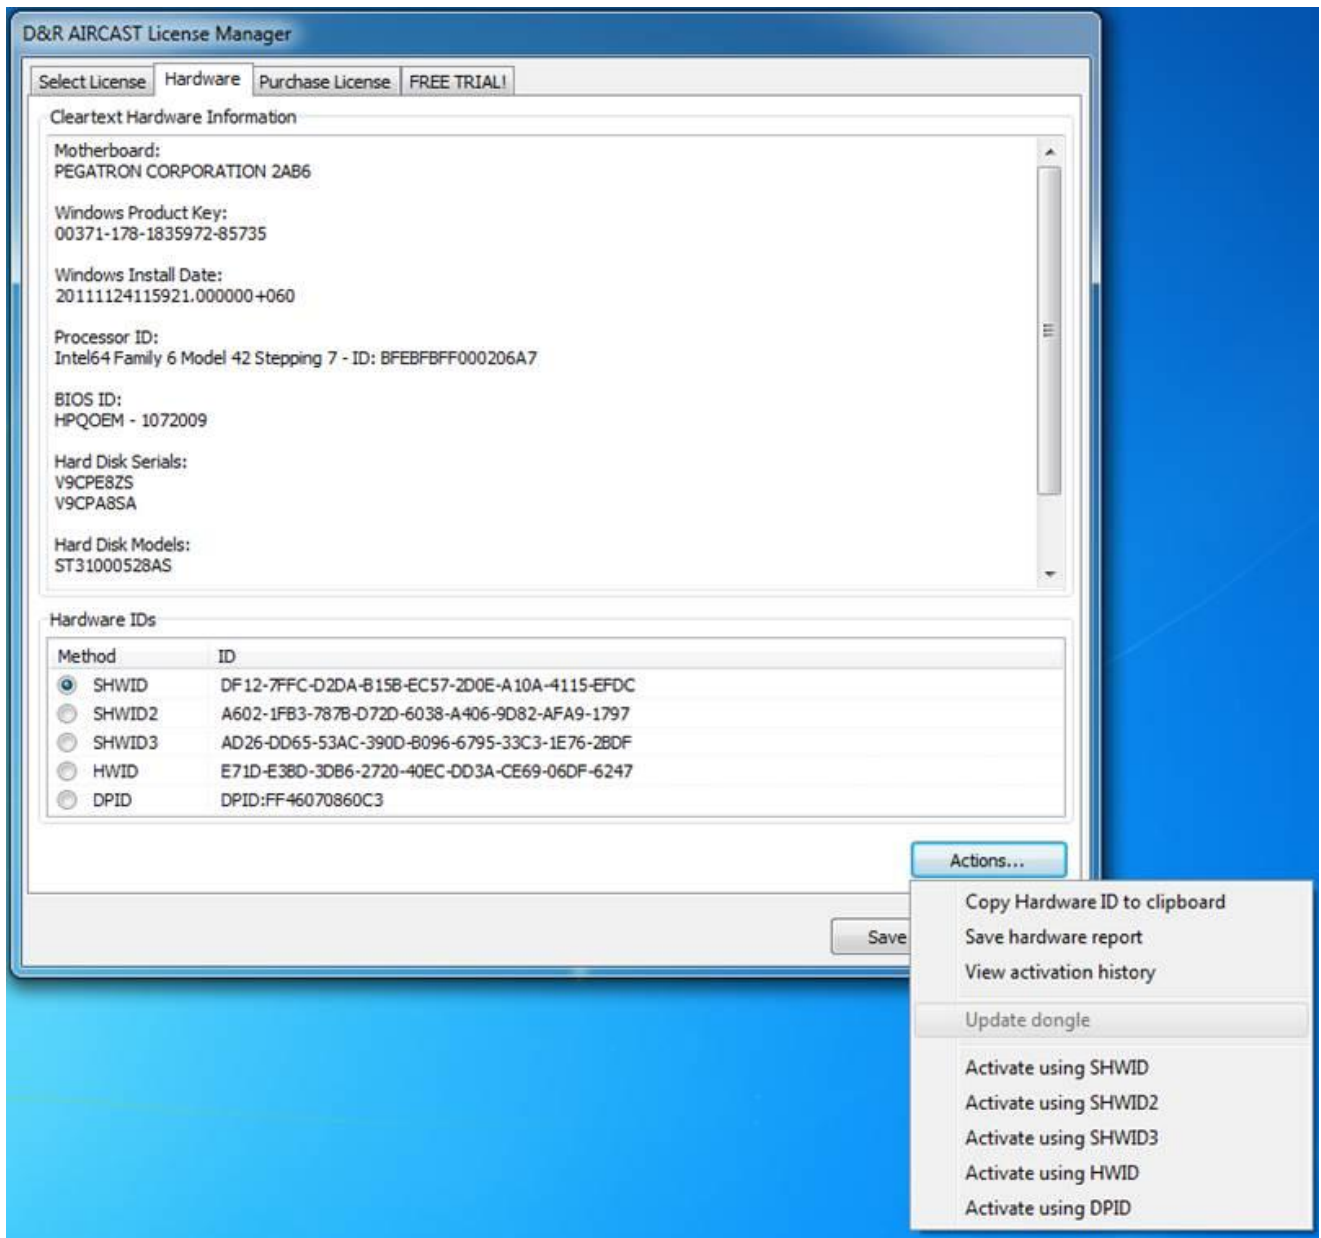 D&R AIRCAST License Manager
Select License Hardware Purchase License FREE TRIAL!
Cleartext Hardware Information
Motherboard:
PEGATRON CORPORATION 2AB6
Windows Product Key:
00371-178-1835972-85735
Windows Install Date:
20111124115921.000000+060
Processor ID:
Intel64 Family 6 Model 42 Stepping 7 - ID: BFEBFBFF000206A7
BIOS ID:
HPQOEM - 1072009
Hard Disk Serials:
V9CPE8ZS
V9CPA8SA
Hard Disk Models:
ST31000528AS
Hardware IDs
Method ID
SHWID DF12-7FFC-D2DA-B15B-EC57-2D0E-A10A-4115-EFDC
SHWID2 A602-1FB3-787B-D72D-6038-A406-9D82-AFA9-1797
SHWID3 AD26-DD65-53AC-390D-B096-6795-33C3-1E76-2BDF
HWID E71D-E3BD-3DB6-2720-40EC-DD3A-CE69-06DF-6247
DPID DPID:FF46070860C3
Actions...
Save
Copy Hardware ID to clipboard
Save hardware report
View activation history
Update dongle
Activate using SHWID
Activate using SHWID2
Activate using SHWID3
Activate using HWID
Activate using DPID